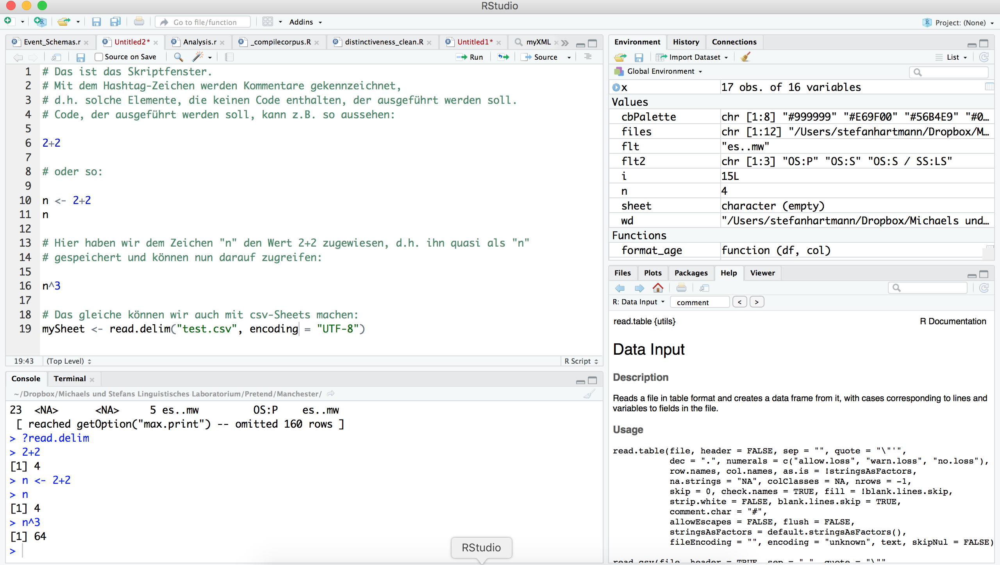 RStudio
Go to file/function
Addins
Project: (None)
Event_Schemas.r
Untitled2*
Analysis.r
_compilecorpus.R
distinctiveness_clean.R
Untitled1*
myXML
Source on Save
Run
Source
1 # Das ist das Skriptfenster.
2 # Mit dem Hashtag-Zeichen werden Kommentare gekennzeichnet,
3 # d.h. solche Elemente, die keinen Code enthalten, der ausgeführt werden soll.
4 # Code, der ausgeführt werden soll, kann z.B. so aussehen:
5
6 2+2
7
8 # oder so:
9
10 n <- 2+2
11 n
12
13 # Hier haben wir dem Zeichen "n" den Wert 2+2 zugewiesen, d.h. ihn quasi als "n"
14 # gespeichert und können nun darauf zugreifen:
15
16 n^3
17
18 # Das gleiche können wir auch mit csv-Sheets machen:
19 mySheet <- read.delim("test.csv", encoding = "UTF-8")
19:43 (Top Level) R Script
Console Terminal
~/Dropbox/Michaels und Stefans Linguistisches Laboratorium/Pretend/Manchester/
23 <NA> <NA> 5 es..mw OS:P es..mw
[ reached getOption("max.print") -- omitted 160 rows ]
> ?read.delim
> 2+2
[1] 4
> n <- 2+2
> n
[1] 4
> n^3
[1] 64
>
RStudio
Environment History Connections
Import Dataset List
Global Environment
x 17 obs. of 16 variables
Values
cbPalette chr [1:8] "#999999" "#E69F00" "#56B4E9" "#0…
files chr [1:12] "/Users/stefanhartmann/Dropbox/M…
flt "es..mw"
flt2 chr [1:3] "OS:P" "OS:S" "OS:S / SS:LS"
i 15L
n 4
sheet character (empty)
wd "/Users/stefanhartmann/Dropbox/Michaels und…
Functions
format_age function (df, col)
Files Plots Packages Help Viewer
R: Data Input comment < >
read.table {utils} R Documentation
Data Input
Description
Reads a file in table format and creates a data frame from it, with cases corresponding to lines and
variables to fields in the file.
Usage
read.table(file, header = FALSE, sep = "", quote = "\"'",
dec = ".", numerals = c("allow.loss", "warn.loss", "no.loss"),
row.names, col.names, as.is = !stringsAsFactors,
na.strings = "NA", colClasses = NA, nrows = -1,
skip = 0, check.names = TRUE, fill = !blank.lines.skip,
strip.white = FALSE, blank.lines.skip = TRUE,
comment.char = "#",
allowEscapes = FALSE, flush = FALSE,
stringsAsFactors = default.stringsAsFactors(),
fileEncoding = "", encoding = "unknown", text, skipNul = FALSE)
read.csv(file, header = TRUE, sep = ",", quote = "\"",